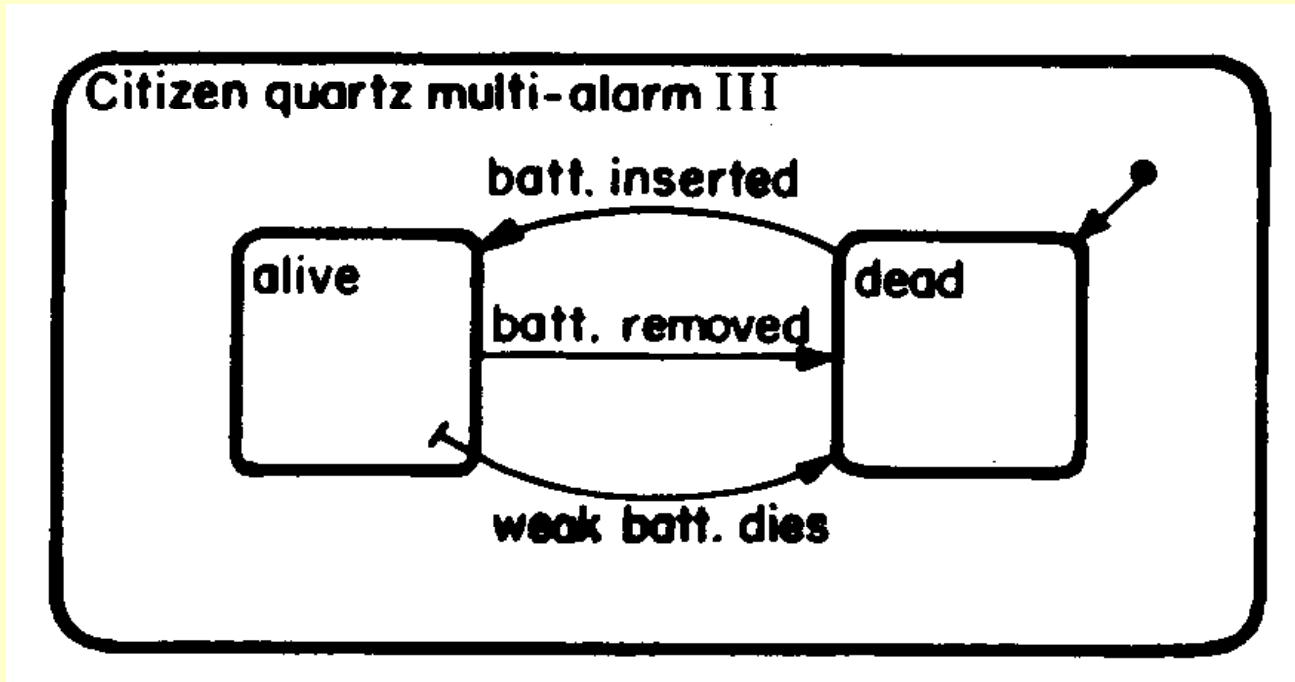 Citizen quartz multi-alarm III
batt. inserted
alive
dead
batt. removed
weak batt. dies